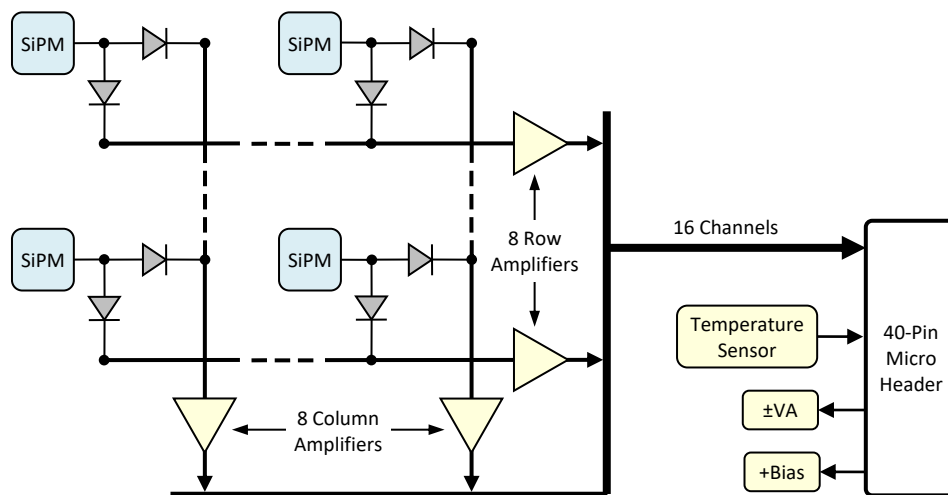 SiPM
SiPM
8 Row
Amplifiers
16 Channels
SiPM
SiPM
Temperature
Sensor
40-Pin
Micro
Header
±VA
8 Column
Amplifiers
+Bias